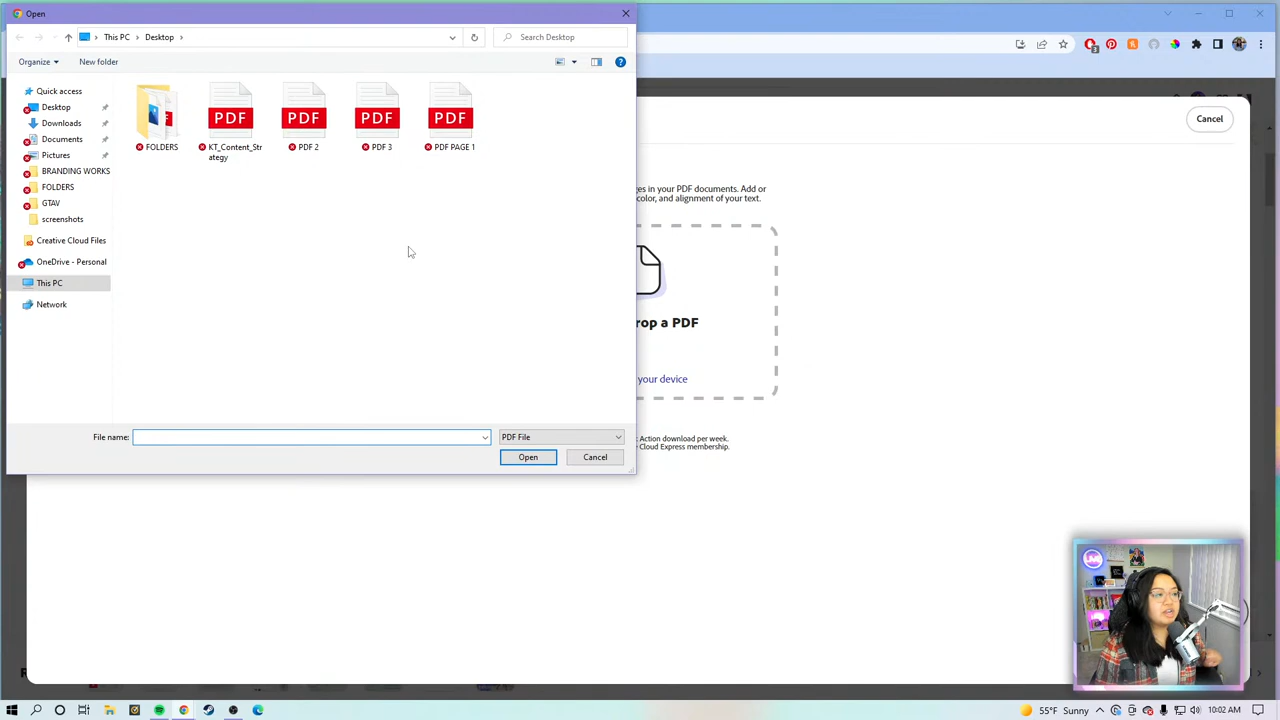 Open
This PC
Desktop
Search Desktop
Organize
New folder
Cancel
Quick access
Desktop
Downloads
Documents
Pictures
BRANDING WORKS
FOLDERS
GTAV
screenshots
Creative Cloud Files
OneDrive - Personal
This PC
Network
FOLDERS
PDF
KT_Content_Str
ategy
PDF
PDF 2
PDF
PDF 3
PDF
PDF PAGE 1
ges in your PDF documents. Add or
color, and alignment of your text.
rop a PDF
your device
Action download per week.
Cloud Express membership.
File name:
PDF File
Open
Cancel
3
55°F Sunny
10:02 AM